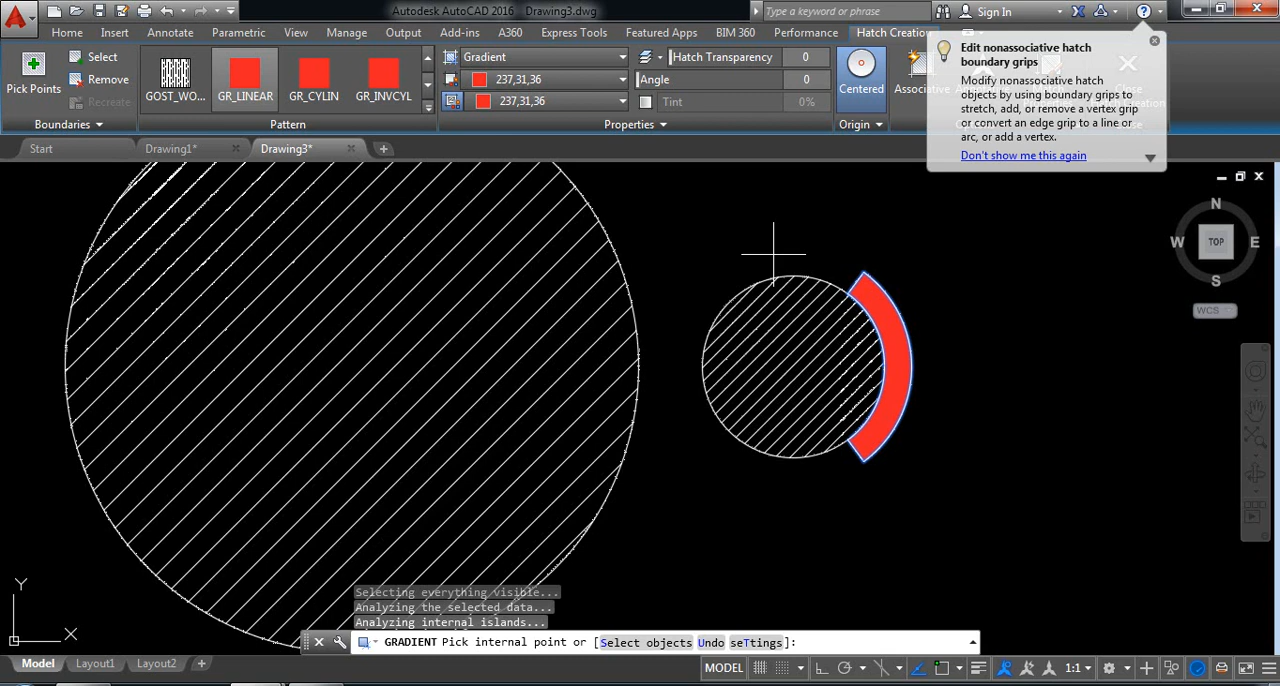 Autodesk AutoCAD 2016 Drawing3.dwg
Type a keyword or phrase
Sign In
Home Insert Annotate Parametric View Manage Output Add-ins A360 Express Tools Featured Apps BIM 360 Performance Hatch Creation
Pick Points
Select
Remove
Recreate
Boundaries
GOST_WO...
GR_LINEAR
GR_CYLIN
GR_INVCYL
Pattern
Gradient
237,31,36
237,31,36
Hatch Transparency 0
Angle 0
Tint 0%
Properties
Centered
Origin
Edit nonassociative hatch
boundary grips
Modify nonassociative hatch
objects by using boundary grips to
stretch, add, or remove a vertex grip
or convert an edge grip to a line or
arc, or add a vertex.
Don't show me this again
Start Drawing1* Drawing3*
N
W TOP E
S
WCS
Y
X
Selecting everything visible...
Analyzing the selected data...
Analyzing internal islands...
GRADIENT Pick internal point or [Select objects Undo seTtings]:
Model Layout1 Layout2
MODEL
1:1